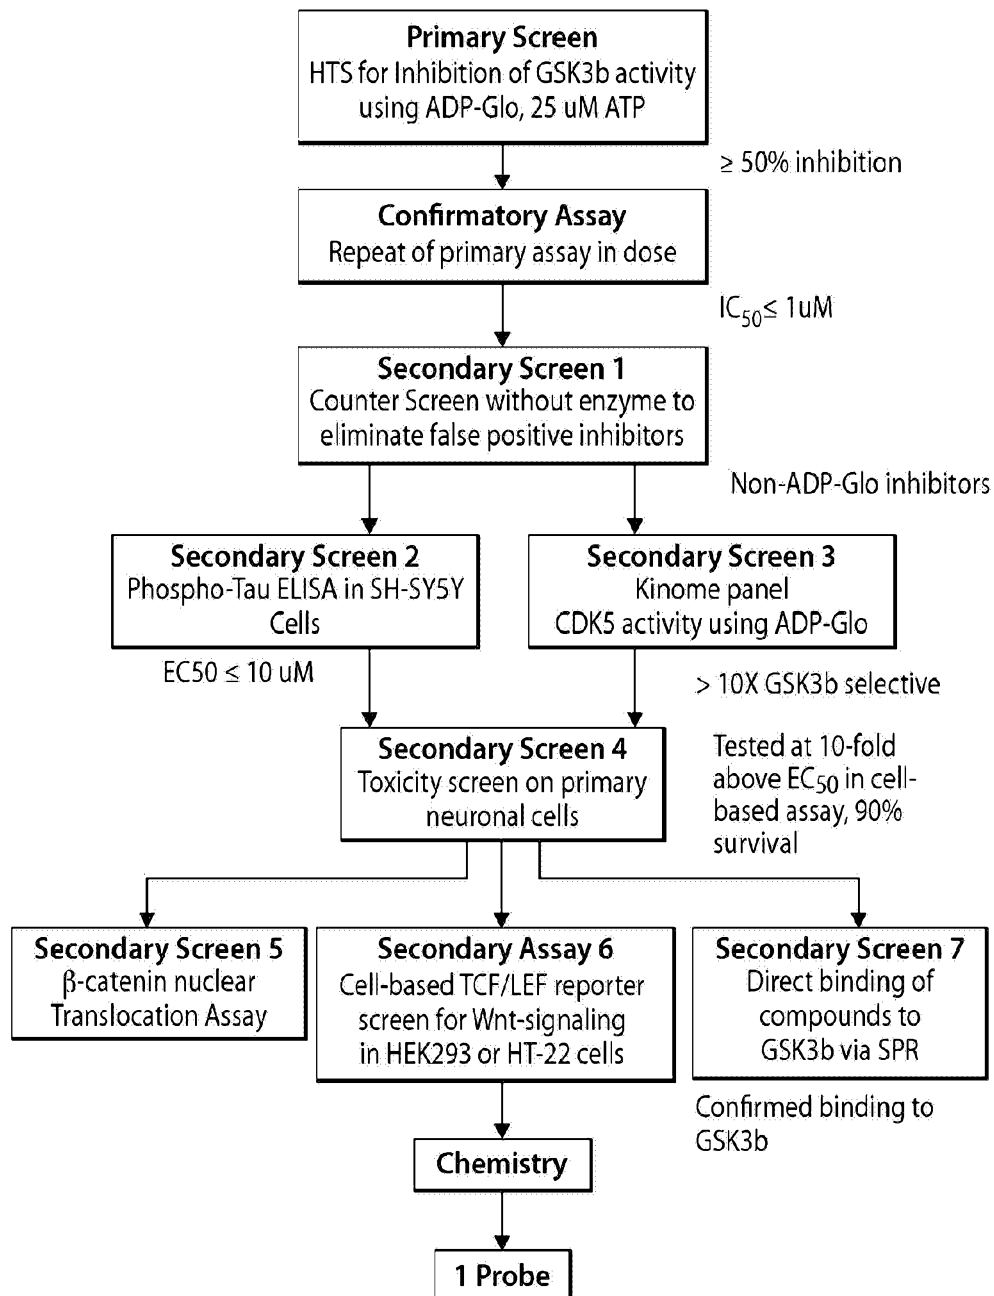 Primary Screen
HTS for Inhibition of GSK3b activity
using ADP-Glo, 25 uM ATP
≥ 50% inhibition
Confirmatory Assay
Repeat of primary assay in dose
IC50≤ 1uM
Secondary Screen 1
Counter Screen without enzyme to
eliminate false positive inhibitors
Non-ADP-Glo inhibitors
Secondary Screen 2
Phospho-Tau ELISA in SH-SY5Y
Cells
Secondary Screen 3
Kinome panel
CDK5 activity using ADP-Glo
EC50 ≤ 10 uM
> 10X GSK3b selective
Secondary Screen 4
Toxicity screen on primary
neuronal cells
Tested at 10-fold
above EC50 in cell-
based assay, 90%
survival
Secondary Screen 5
β-catenin nuclear
Translocation Assay
Secondary Assay 6
Cell-based TCF/LEF reporter
screen for Wnt-signaling
in HEK293 or HT-22 cells
Secondary Screen 7
Direct binding of
compounds to
GSK3b via SPR
Confirmed binding to
GSK3b
Chemistry
1 Probe